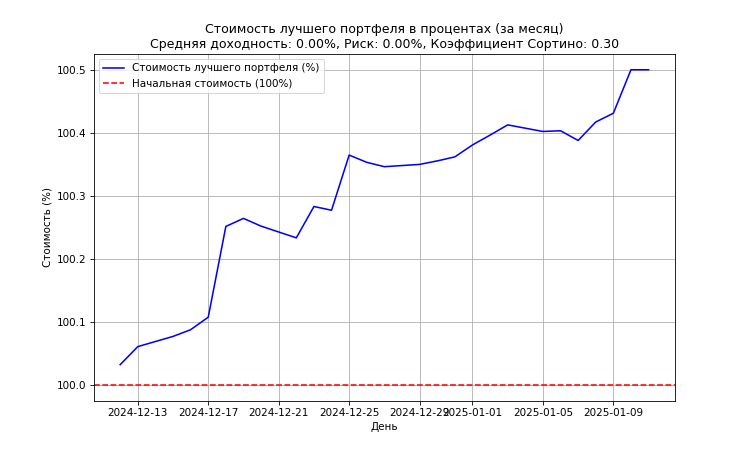 Стоимость лучшего портфеля в процентах (за месяц)
Средняя доходность: 0.00%, Риск: 0.00%, Коэффициент Сортино: 0.30
Стоимость лучшего портфеля (%)
Начальная стоимость (100%)
Стоимость (%)
100.5
100.4
100.3
100.2
100.1
100.0
2024-12-13 2024-12-17 2024-12-21 2024-12-25 2024-12-29 2025-01-01 2025-01-05 2025-01-09
День